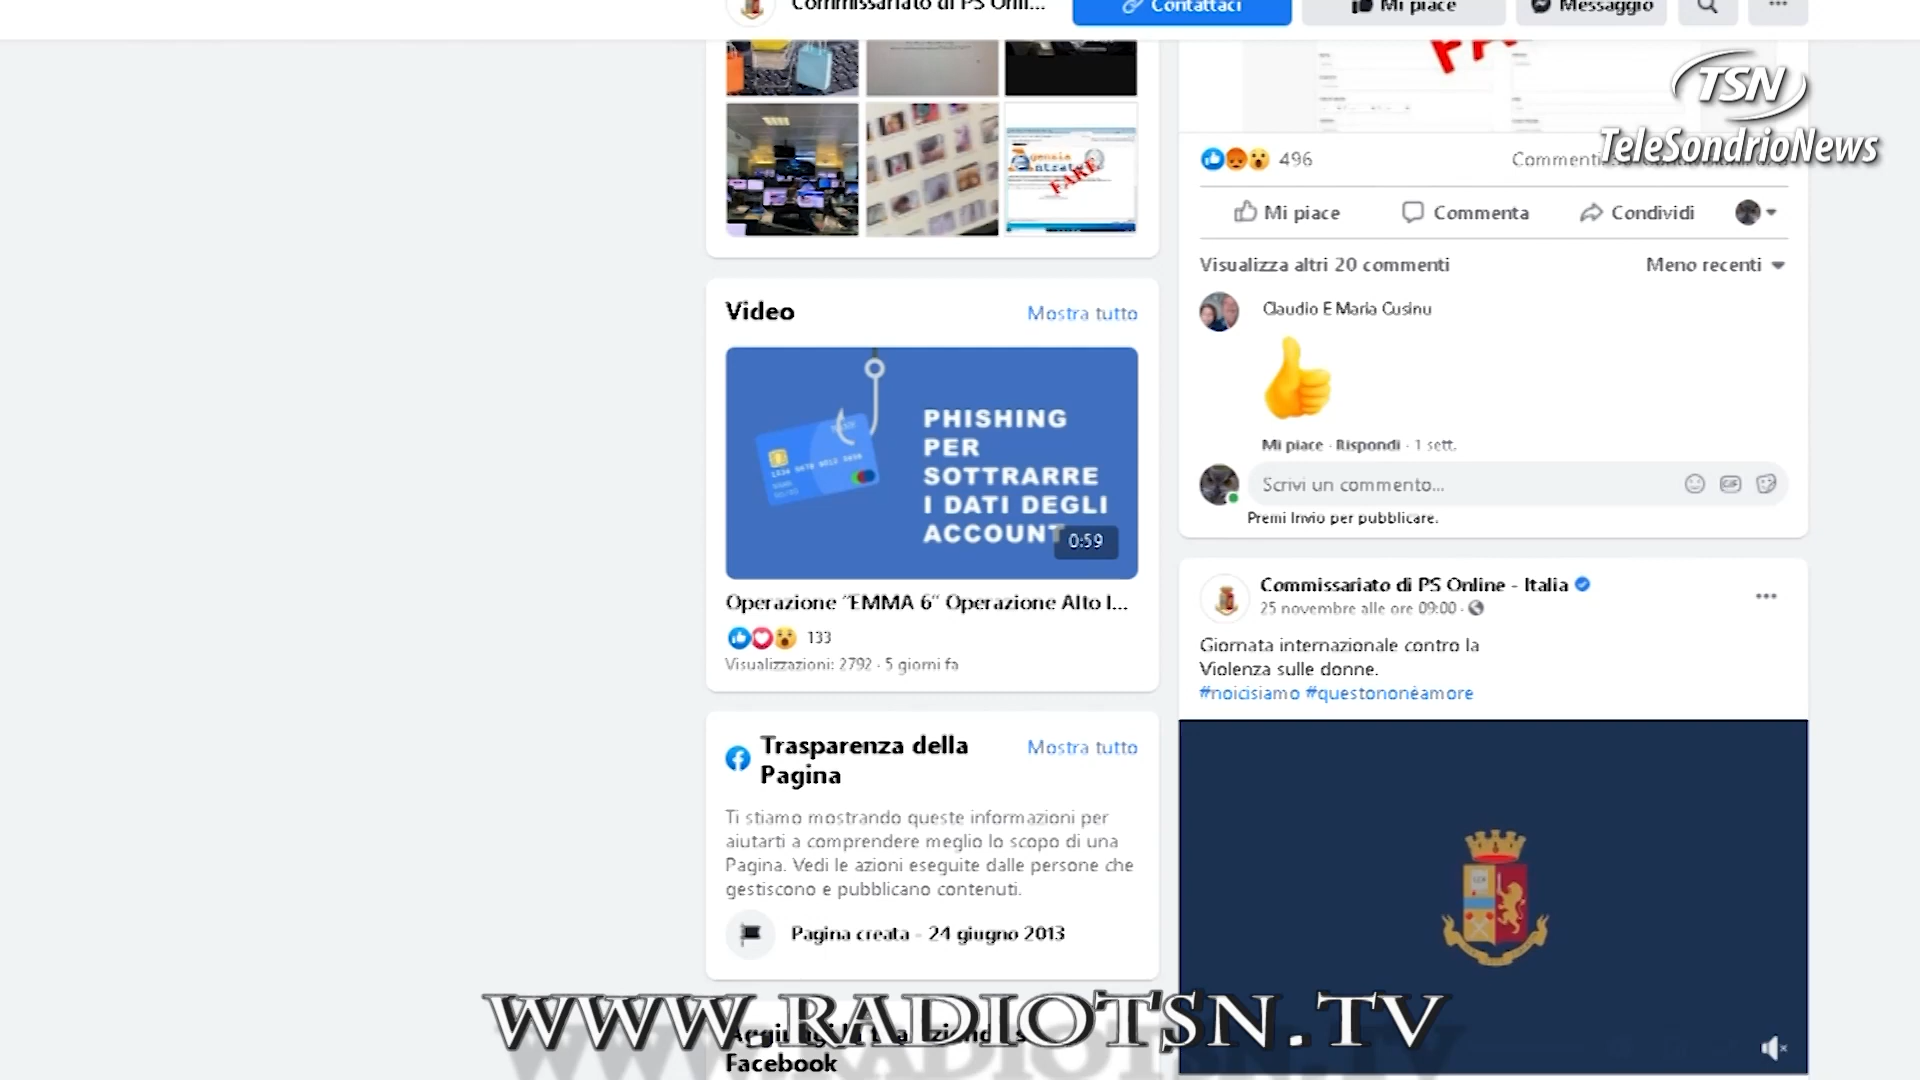 Commissariato di PS Onli...
Contattaci
Mi piace
Messaggio
TSN
TeleSondrioNews
FAKE
496
Commenti:
Mi piace
Commenta
Condividi
Visualizza altri 20 commenti
Meno recenti
Claudio E Maria Cusinu
Mi piace · Rispondi · 1 sett.
Scrivi un commento...
GIF
Premi Invio per pubblicare.
Video
Mostra tutto
PHISHING
PER
SOTTRARRE
I DATI DEGLI
ACCOUNT
0:59
Operazione “EMMA 6” Operazione Alto I...
133
Visualizzazioni: 2792 · 5 giorni fa
Trasparenza della
Pagina
Mostra tutto
Ti stiamo mostrando queste informazioni per
aiutarti a comprendere meglio lo scopo di una
Pagina. Vedi le azioni eseguite dalle persone che
gestiscono e pubblicano contenuti.
Pagina creata - 24 giugno 2013
Facebook
Commissariato di PS Online - Italia
25 novembre alle ore 09:00 ·
Giornata internazionale contro la
Violenza sulle donne.
#noicisiamo #questononèamore
WWW.RADIOTSN.TV